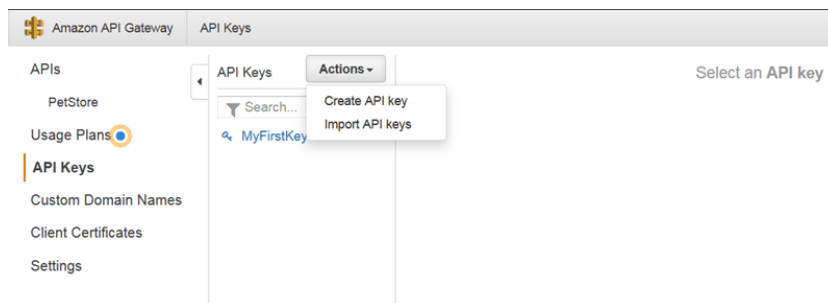 Amazon API Gateway API Keys
APIs
PetStore
Usage Plans
API Keys
Custom Domain Names
Client Certificates
Settings
API Keys Actions
Search...
MyFirstKey
Create API key
Import API keys
Select an API key